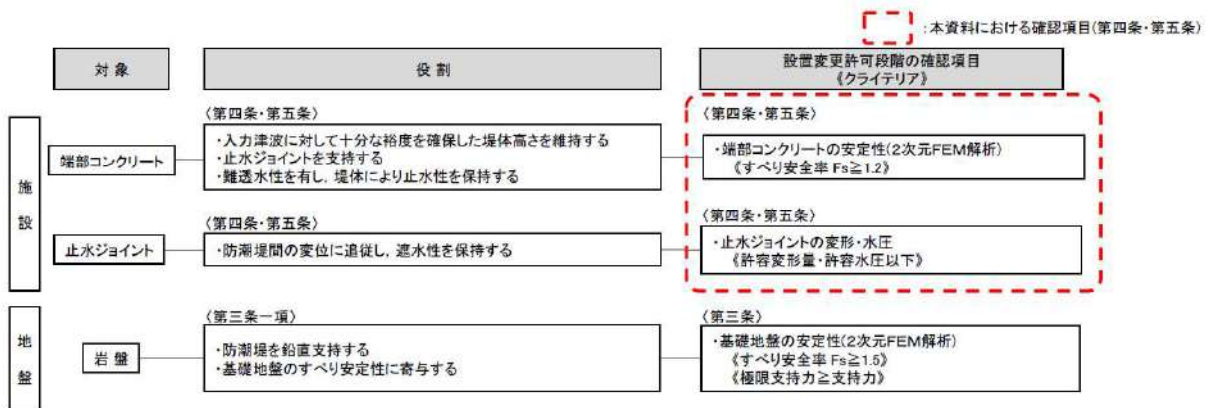 :本資料における確認項目(第四条・第五条)
対象
役割
設置変更許可段階の確認項目
《クライテリア》
施設
端部コンクリート
〈第四条・第五条〉
・入力津波に対して十分な裕度を確保した堤体高さを維持する
・止水ジョイントを支持する
・難透水性を有し,堤体により止水性を保持する
〈第四条・第五条〉
・端部コンクリートの安定性(2次元FEM解析)
《すべり安全率 Fs≧1.2》
止水ジョイント
〈第四条・第五条〉
・防潮堤間の変位に追従し,遮水性を保持する
〈第四条・第五条〉
・止水ジョイントの変形・水圧
《許容変形量・許容水圧以下》
地盤
岩盤
〈第三条一項〉
・防潮堤を鉛直支持する
・基礎地盤のすべり安定性に寄与する
〈第三条〉
・基礎地盤の安定性(2次元FEM解析)
《すべり安全率 Fs≧1.5》
《極限支持力≧支持力》